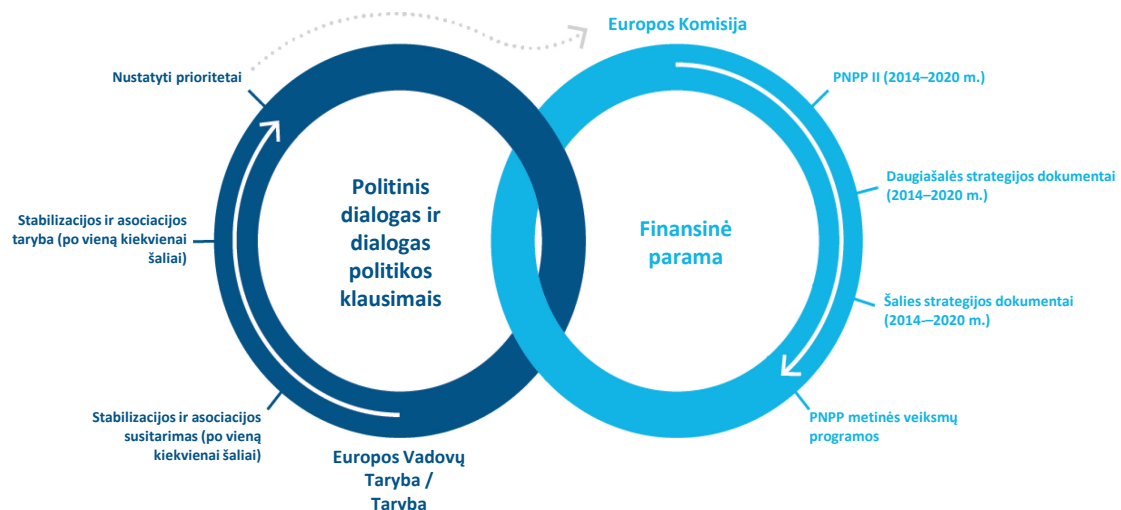 Europos Komisija
Nustatyti prioritetai
PNPP II (2014–2020 m.)
Politinis
dialogas ir
dialogas
politikos
klausimais
Finansinė
parama
Daugiašalės strategijos dokumentai
(2014–2020 m.)
Stabilizacijos ir asociacijos
taryba (po vieną kiekvienai
šaliai)
Šalies strategijos dokumentai
(2014-–2020 m.)
Stabilizacijos ir asociacijos
susitarimas (po vieną
kiekvienai šaliai)
PNPP metinės veiksmų
programos
Europos Vadovų
Taryba /
Taryba